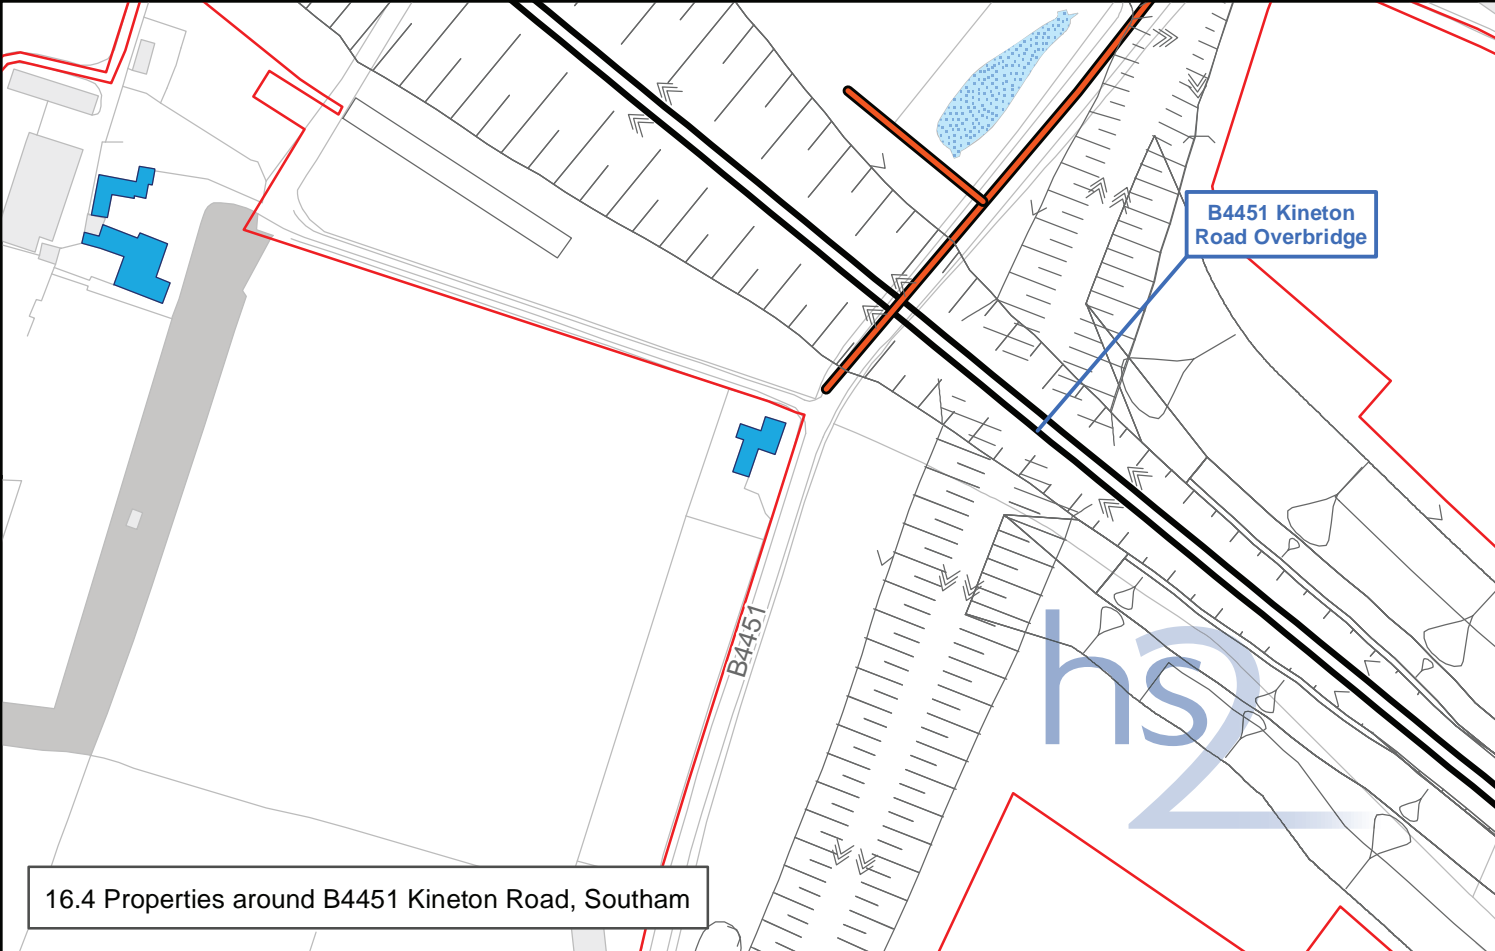 B4451 Kineton
Road Overbridge
B4451
hs2
16.4 Properties around B4451 Kineton Road, Southam